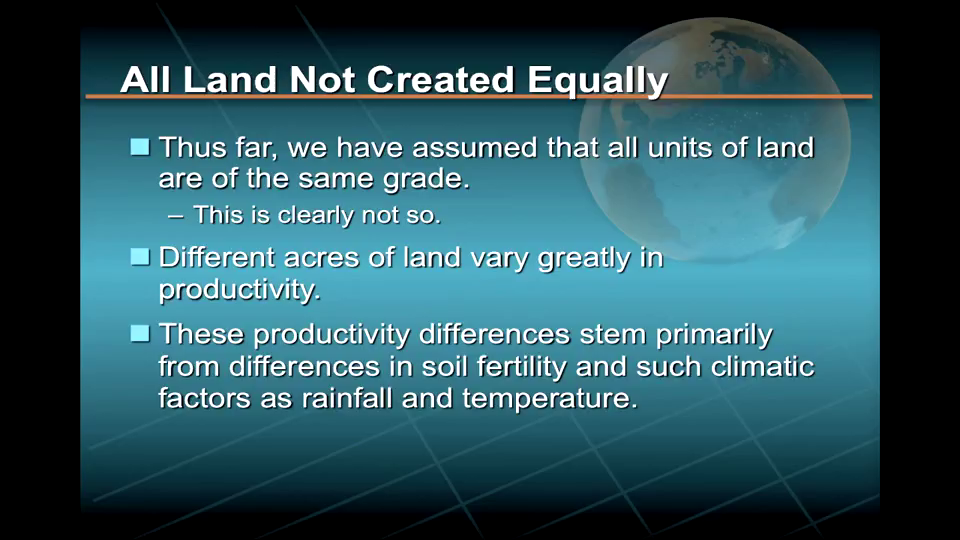 All Land Not Created Equally
Thus far, we have assumed that all units of land
are of the same grade.
– This is clearly not so.
Different acres of land vary greatly in
productivity.
These productivity differences stem primarily
from differences in soil fertility and such climatic
factors as rainfall and temperature.